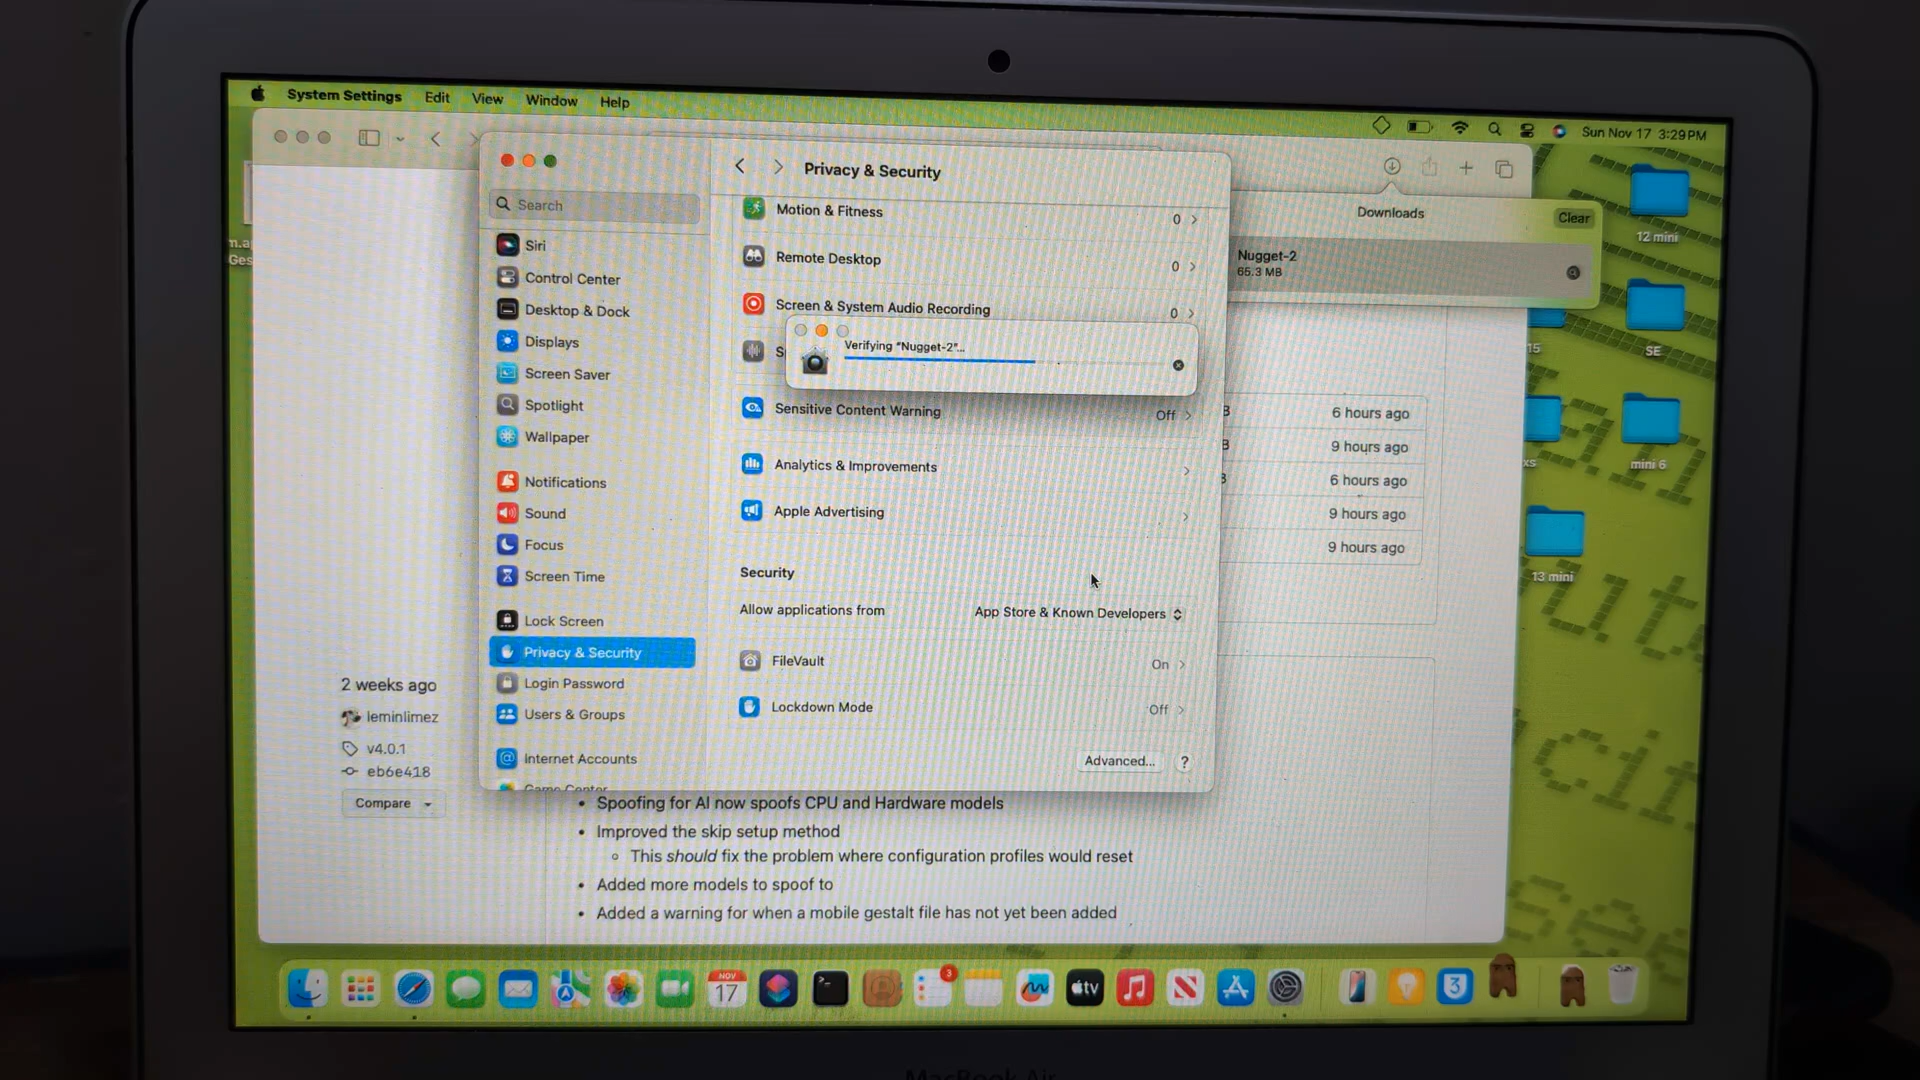 System Settings Edit View Window Help
Sun Nov 17 3:29 PM
Privacy & Security
Search
Siri
Control Center
Desktop & Dock
Displays
Screen Saver
Spotlight
Wallpaper
Notifications
Sound
Focus
Screen Time
Lock Screen
Privacy & Security
Login Password
Users & Groups
Internet Accounts
Game Center
Motion & Fitness 0
Remote Desktop 0
Screen & System Audio Recording 0
Verifying "Nugget-2"...
Sensitive Content Warning Off
Analytics & Improvements
Apple Advertising
Security
Allow applications from App Store & Known Developers
FileVault On
Lockdown Mode Off
Advanced... ?
Downloads Clear
Nugget-2
65.3 MB
6 hours ago
9 hours ago
6 hours ago
9 hours ago
9 hours ago
12 mini
SE
15
mini 6
xs
13 mini
2 weeks ago
leminlimez
v4.0.1
eb6e418
Compare
• Spoofing for AI now spoofs CPU and Hardware models
• Improved the skip setup method
◦ This should fix the problem where configuration profiles would reset
• Added more models to spoof to
• Added a warning for when a mobile gestalt file has not yet been added
NOV
17
3
tv
3
MacBook Air